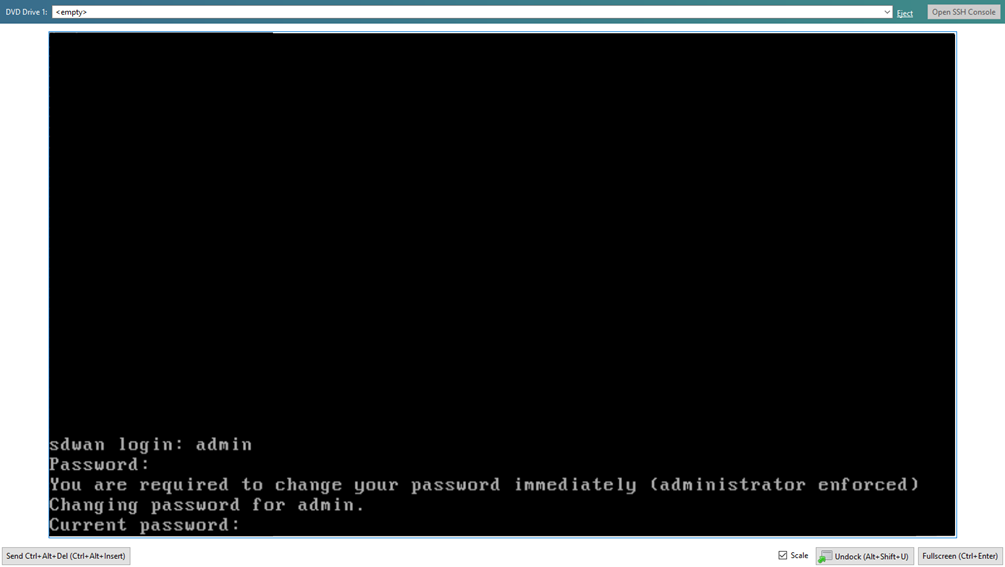 DVD Drive 1: <empty> Eject Open SSH Console
sdwan login: admin
Password:
You are required to change your password immediately (administrator enforced)
Changing password for admin.
Current password:
Send Ctrl+Alt+Del (Ctrl+Alt+Insert) Scale Undock (Alt+Shift+U) Fullscreen (Ctrl+Enter)